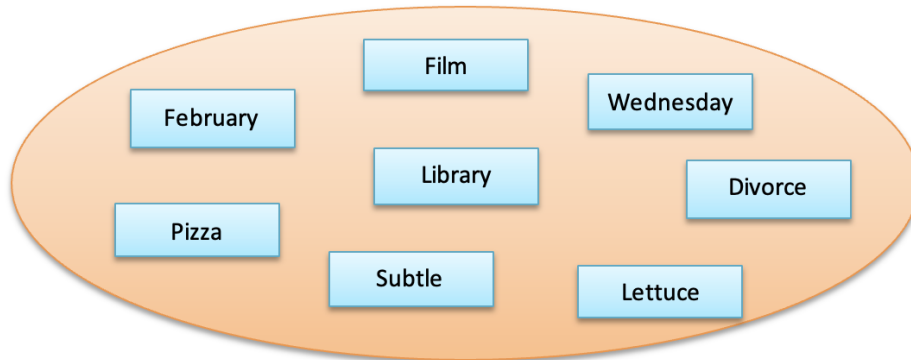 Film
Wednesday
February
Library
Divorce
Pizza
Subtle
Lettuce